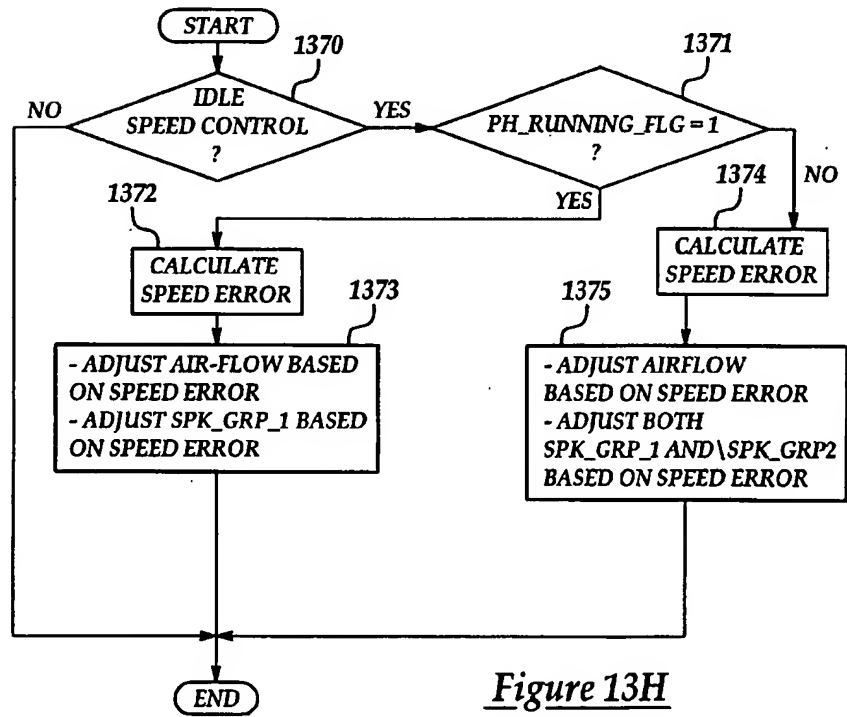 START
1370
IDLE
SPEED CONTROL
?
NO
YES
1371
PH_RUNNING_FLG = 1
?
YES
NO
1372
CALCULATE
SPEED ERROR
1374
CALCULATE
SPEED ERROR
1373
- ADJUST AIR-FLOW BASED
ON SPEED ERROR
- ADJUST SPK_GRP_1 BASED
ON SPEED ERROR
1375
- ADJUST AIRFLOW
BASED ON SPEED ERROR
- ADJUST BOTH
SPK_GRP_1 AND\SPK_GRP2
BASED ON SPEED ERROR
END
Figure 13H